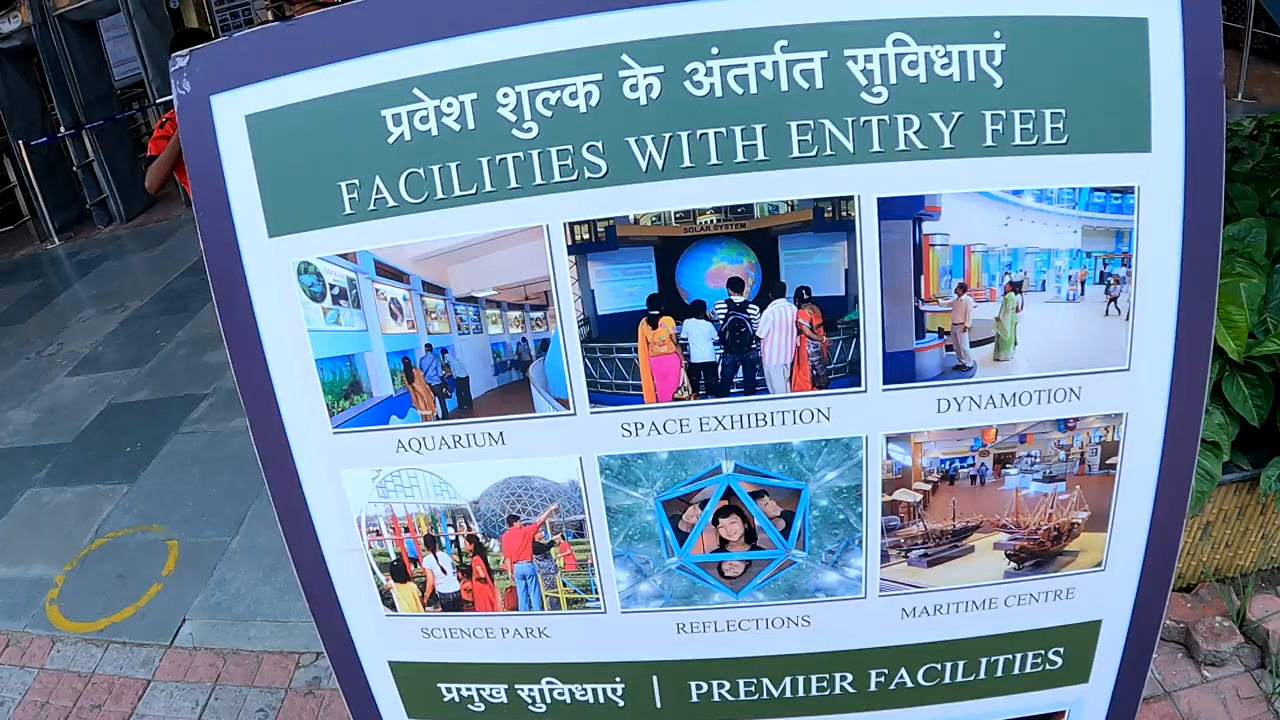 प्रवेश शुल्क के अंतर्गत सुविधाएं
FACILITIES WITH ENTRY FEE
SOLAR SYSTEM
AQUARIUM
SPACE EXHIBITION
DYNAMOTION
SCIENCE PARK
REFLECTIONS
MARITIME CENTRE
प्रमुख सुविधाएं | PREMIER FACILITIES